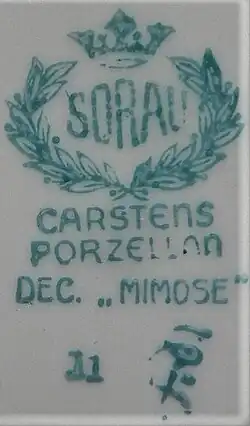 SORAU
CARSTENS
PORZELLAN
DEC. „MIMOSE"
11